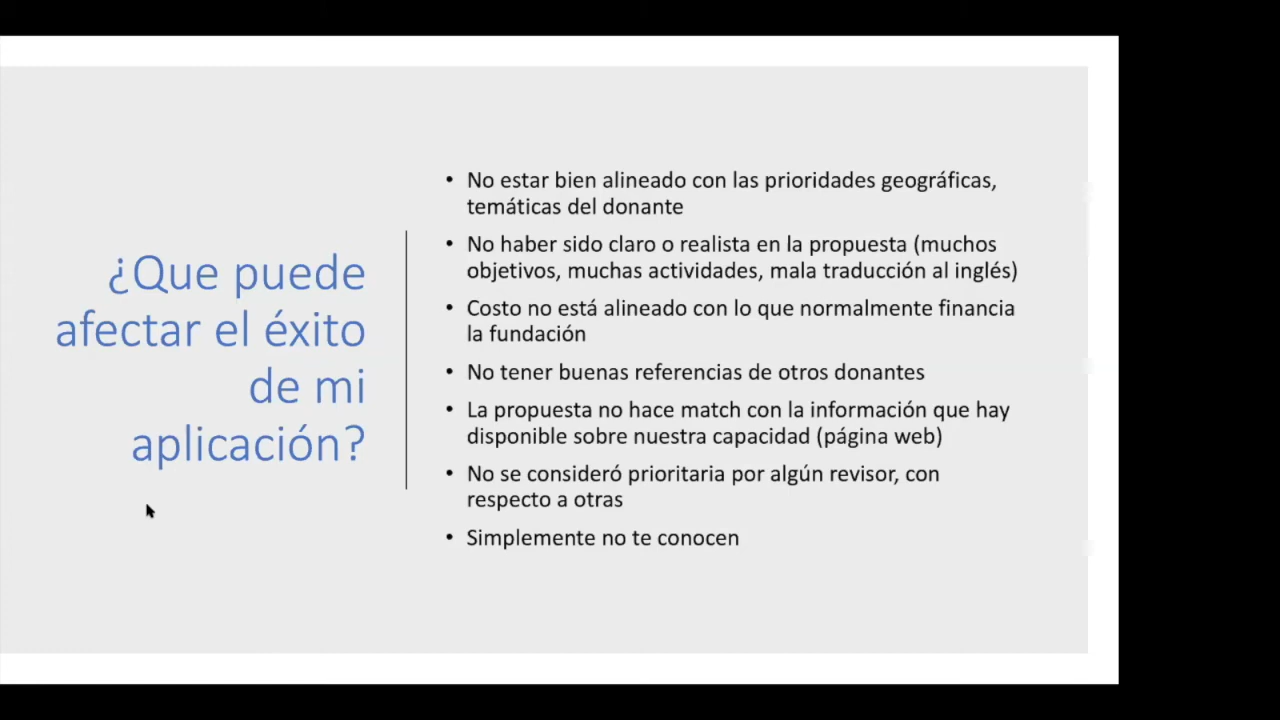 ¿Que puede
afectar el éxito
de mi
aplicación?
• No estar bien alineado con las prioridades geográficas,
temáticas del donante
• No haber sido claro o realista en la propuesta (muchos
objetivos, muchas actividades, mala traducción al inglés)
• Costo no está alineado con lo que normalmente financia
la fundación
• No tener buenas referencias de otros donantes
• La propuesta no hace match con la información que hay
disponible sobre nuestra capacidad (página web)
• No se consideró prioritaria por algún revisor, con
respecto a otras
• Simplemente no te conocen